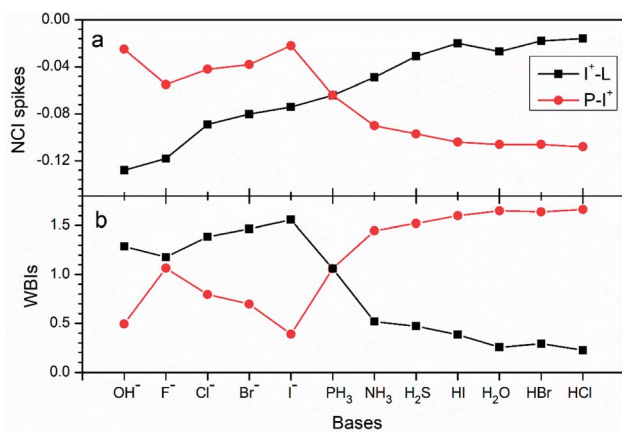 a
NCI spikes
0.00
-0.04
-0.08
-0.12
I⁺-L
P-I⁺
b
WBIs
1.5
1.0
0.5
0.0
OH⁻ F⁻ Cl⁻ Br⁻ I⁻ PH₃ NH₃ H₂S HI H₂O HBr HCl
Bases